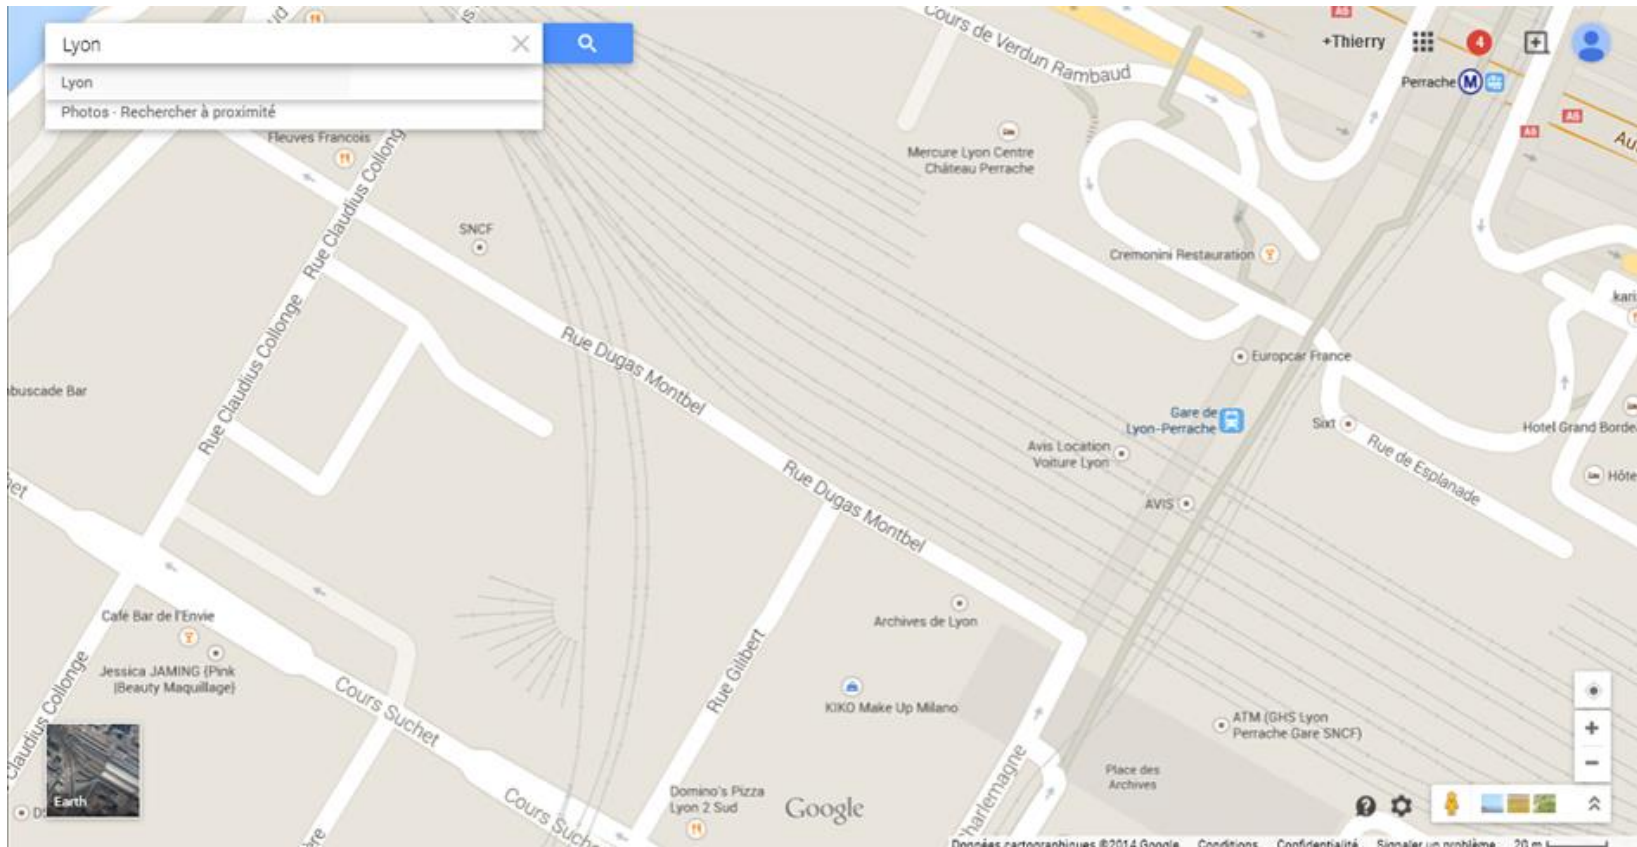 Lyon
Lyon
Photos - Rechercher à proximité
Cours de Verdun Rambaud
+Thierry
4
A6
Perrache M
A6
A6
Fleuves Francois
Rue Claudius Collonge
Mercure Lyon Centre
Château Perrache
SNCF
Cremonini Restauration
Rue Claudius Collonge
Rue Dugas Montbel
Europcar France
Gare de
Lyon-Perrache
Sixt
Hotel Grand
Avis Location
Voiture Lyon
Rue de Esplanade
Rue Dugas Montbel
AVIS
Café Bar de l'Envie
Archives de Lyon
Jessica JAMING (Pink
|Beauty Maquillage)
Rue Gilibert
Cours Suchet
KIKO Make Up Milano
ATM (GHS Lyon
Perrache Gare SNCF)
Place des
Archives
Earth
Domino's Pizza
Lyon 2 Sud
Google
Cours Suchet
Données cartographiques ©2014 Google Conditions Confidentialité Signaler un problème 20 m